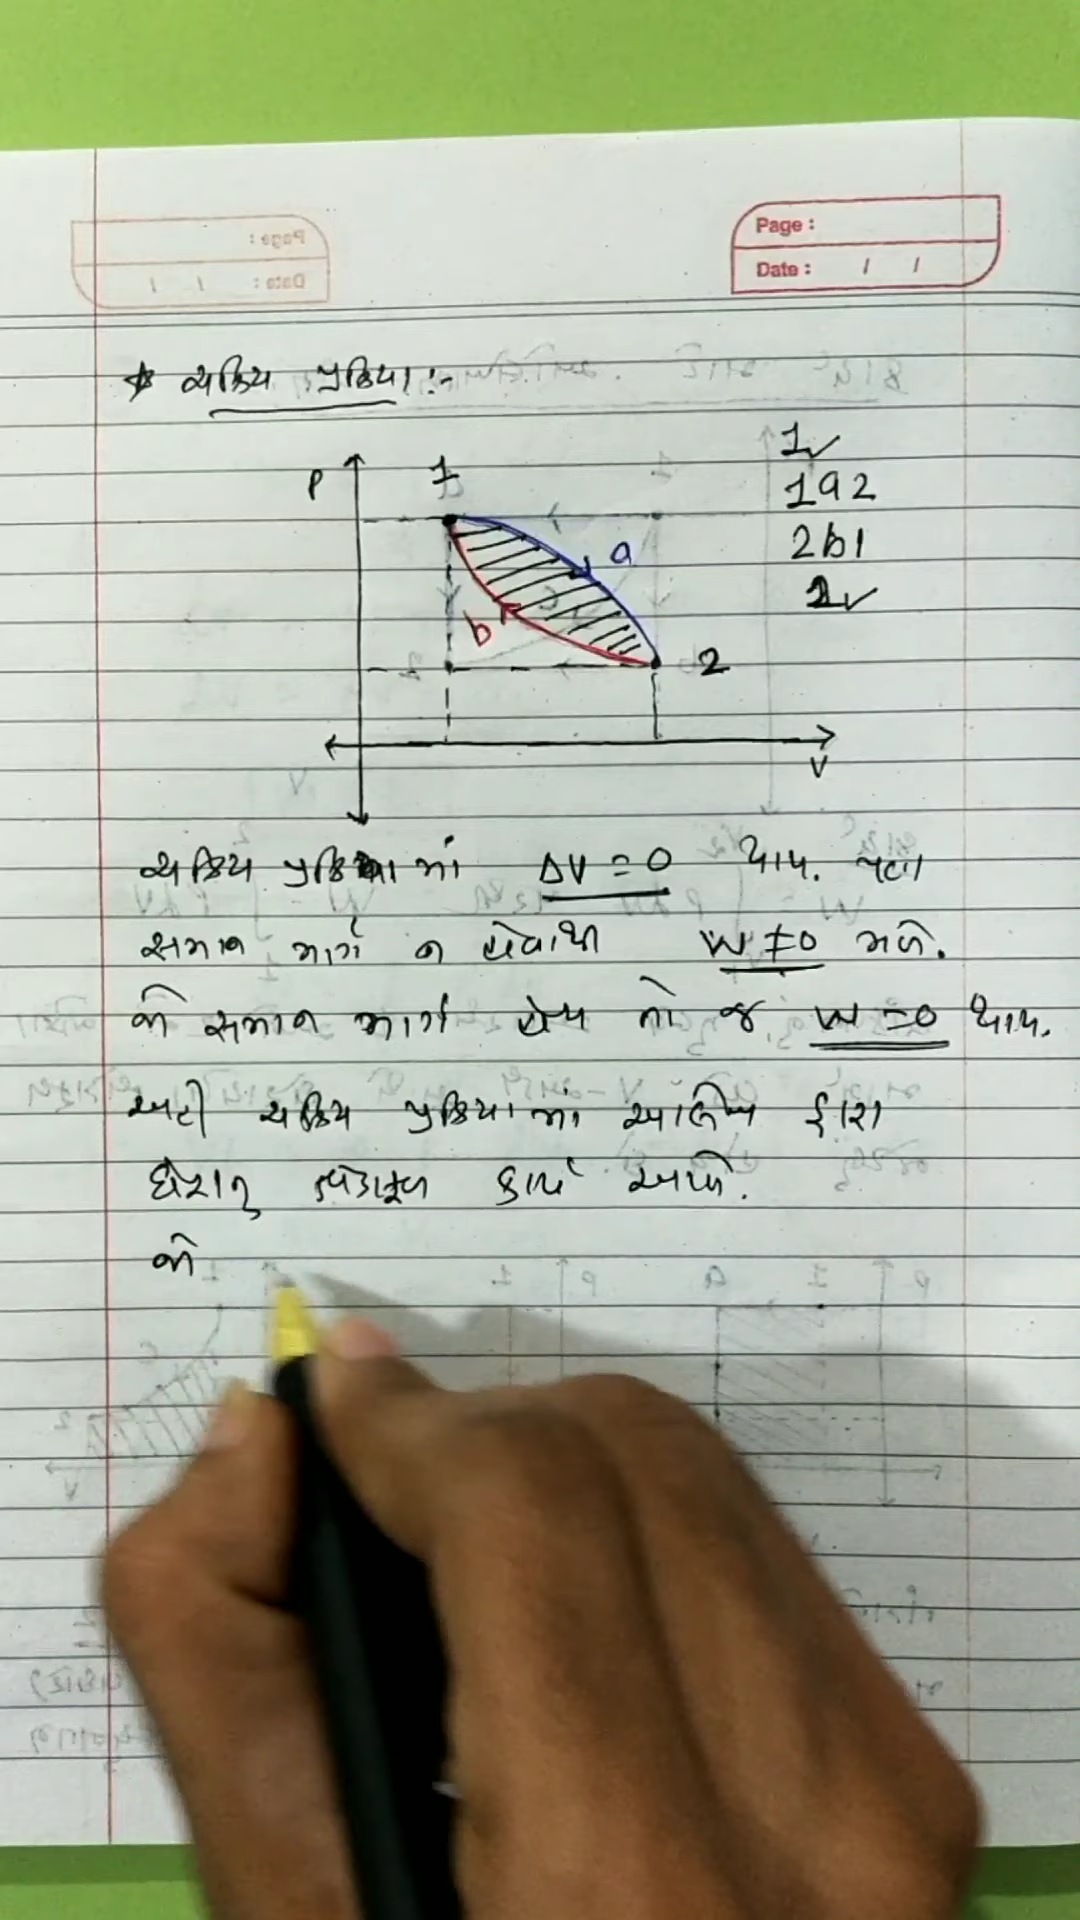 Page :
Date : / /
* ચક્રિય પ્રક્રિયા :-
P 1 a b 2 V
1✓
1a2
2b1
1✓
ચક્રિય પ્રક્રિયામાં ΔV = 0 થાય. પણ
સમાન માર્ગ ન હોવાથી W ≠ 0 મળે.
જો સમાન માર્ગ હોય તો જ W = 0 થાય.
અહી ચક્રિય પ્રક્રિયામાં આલેખ દ્વારા
ઘેરાતુ ક્ષેત્રફળ કાર્ય આપે.
જો